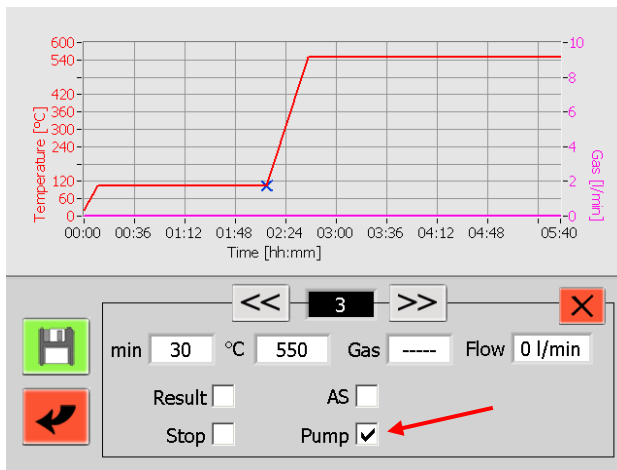 600
540
420
360
300
240
120
60
0
Temperature [ºC]
10
8
6
4
2
0
Gas [l/min]
00:00 00:36 01:12 01:48 02:24 03:00 03:36 04:12 04:48 05:40
Time [hh:mm]
<< 3 >>
min 30 °C 550 Gas ----- Flow 0 l/min
Result AS
Stop Pump